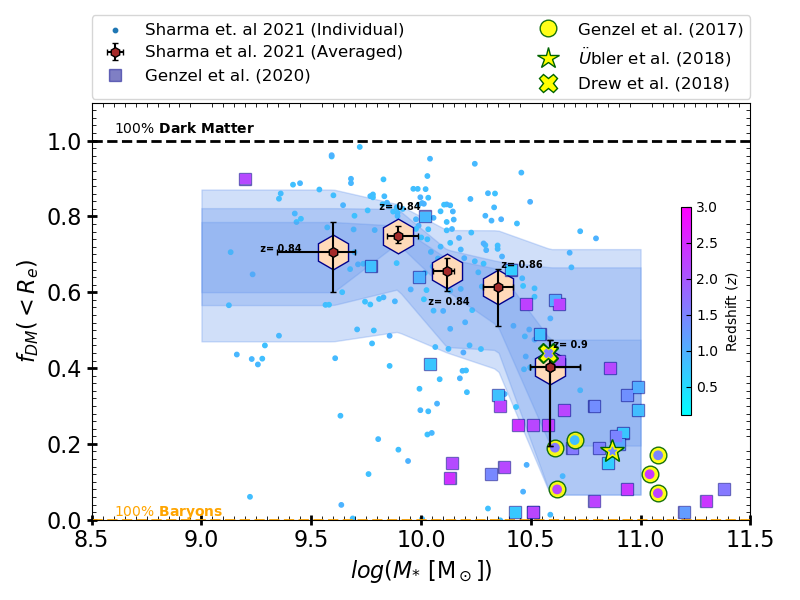 Sharma et. al 2021 (Individual)
Sharma et al. 2021 (Averaged)
Genzel et al. (2020)
Genzel et al. (2017)
Übler et al. (2018)
Drew et al. (2018)
100% Dark Matter
z= 0.84
z= 0.84
z= 0.84
z= 0.86
z= 0.9
100% Baryons
1.0
0.8
0.6
0.4
0.2
0.0
f_{DM}( < R_e)
8.5 9.0 9.5 10.0 10.5 11.0 11.5
log(M_* [M_⊙])
3.0
2.5
2.0
1.5
1.0
0.5
Redshift (z)